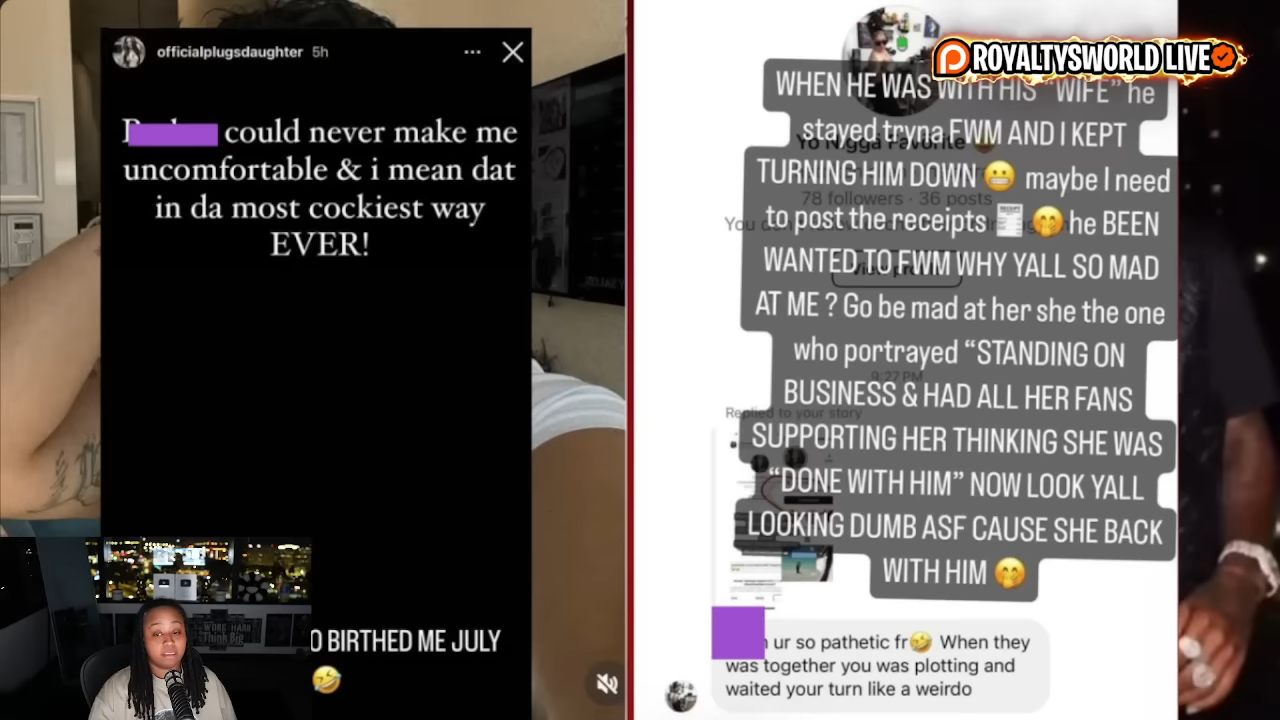 officialplugsdaughter 5h
could never make me
uncomfortable & i mean dat
in da most cockiest way
EVER!
O BIRTHED ME JULY
🤣
WORK HARD
Think Big
ROYALTYSWORLD LIVE
WHEN HE WAS WITH HIS "WIFE" he
stayed tryna FWM AND I KEPT
TURNING HIM DOWN 😬 maybe I need
to post the receipts 🧾 🤭 he BEEN
WANTED TO FWM WHY YALL SO MAD
AT ME ? Go be mad at her she the one
who portrayed “STANDING ON
BUSINESS & HAD ALL HER FANS
SUPPORTING HER THINKING SHE WAS
“DONE WITH HIM” NOW LOOK YALL
LOOKING DUMB ASF CAUSE SHE BACK
WITH HIM 🤭
Yo Nigga Favorite
78 followers · 36 posts
9:27 PM
Replied to your story
ur so pathetic fr🤣 When they
was together you was plotting and
waited your turn like a weirdo